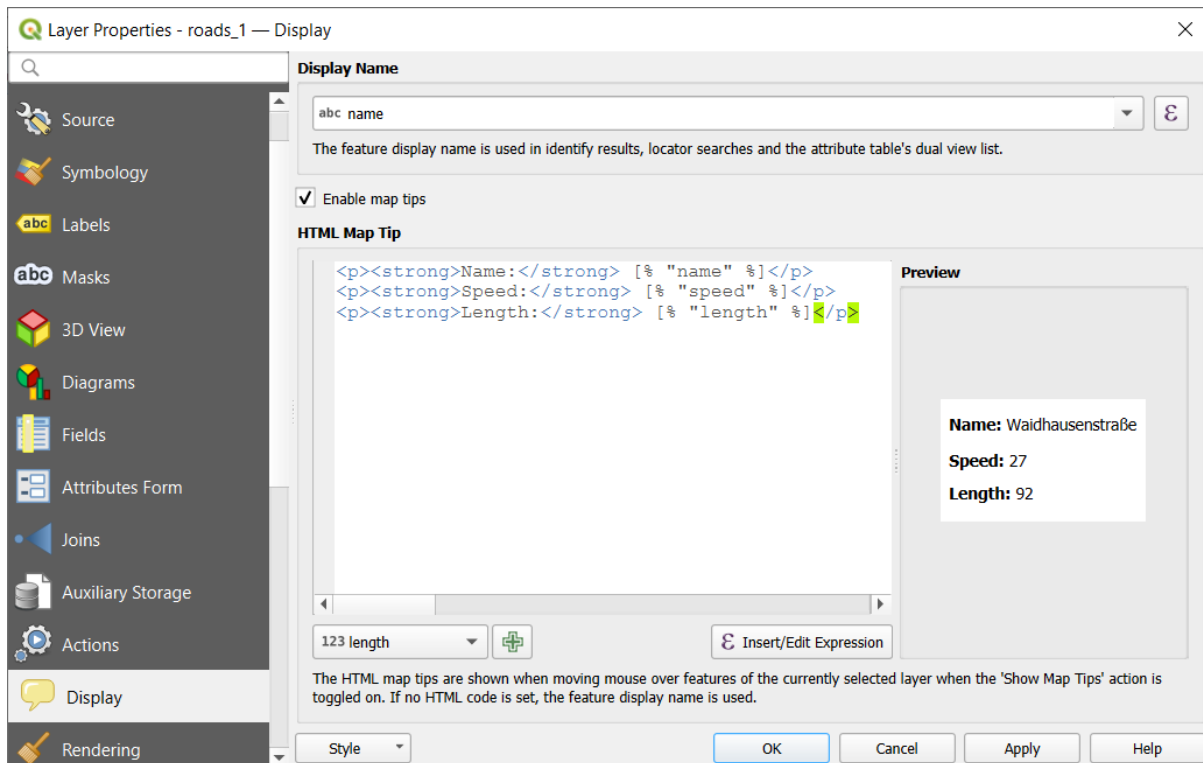 Layer Properties - roads_1 — Display
Source
Symbology
abc Labels
abc Masks
3D View
Diagrams
Fields
Attributes Form
Joins
Auxiliary Storage
Actions
Display
Rendering
Display Name
abc name
ε
The feature display name is used in identify results, locator searches and the attribute table's dual view list.
Enable map tips
HTML Map Tip
<p><strong>Name:</strong> [% "name" %]</p>
<p><strong>Speed:</strong> [% "speed" %]</p>
<p><strong>Length:</strong> [% "length" %]</p>
Preview
Name: Waidhausenstraße
Speed: 27
Length: 92
123 length
ε Insert/Edit Expression
The HTML map tips are shown when moving mouse over features of the currently selected layer when the 'Show Map Tips' action is
toggled on. If no HTML code is set, the feature display name is used.
Style
OK
Cancel
Apply
Help